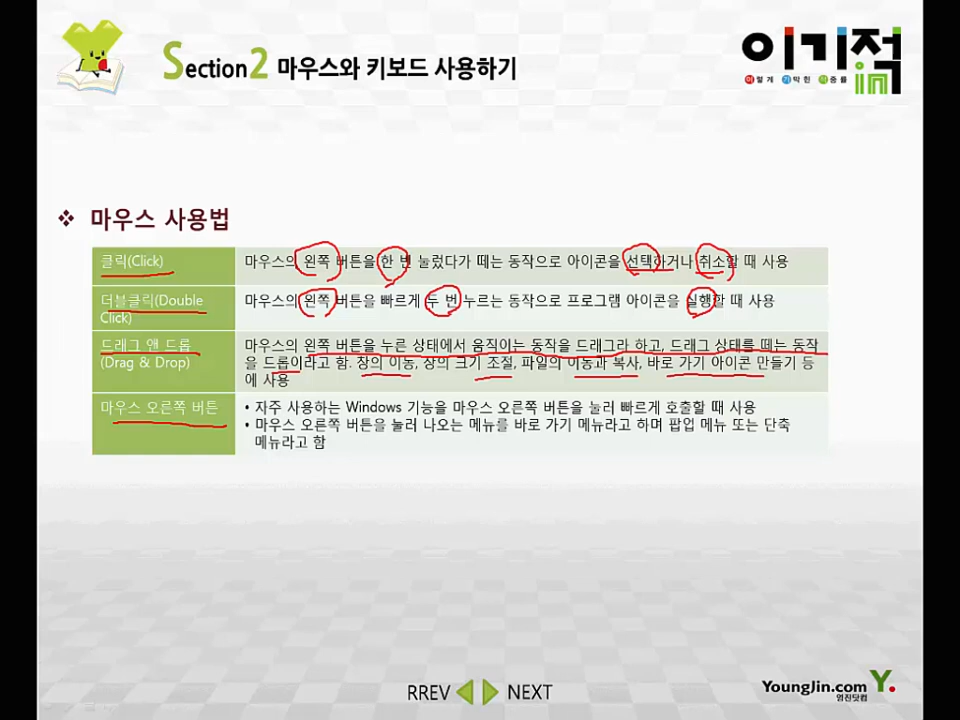 Section2 마우스와 키보드 사용하기
이기적in
이렇게 기막힌 적중률
❖ 마우스 사용법
클릭(Click)
마우스의 왼쪽 버튼을 한 번 눌렀다가 떼는 동작으로 아이콘을 선택하거나 취소할 때 사용
더블클릭(Double
Click)
마우스의 왼쪽 버튼을 빠르게 두 번 누르는 동작으로 프로그램 아이콘을 실행할 때 사용
드래그 앤 드롭
(Drag & Drop)
마우스의 왼쪽 버튼을 누른 상태에서 움직이는 동작을 드래그라 하고, 드래그 상태를 떼는 동작
을 드롭이라고 함. 창의 이동, 창의 크기 조절, 파일의 이동과 복사, 바로 가기 아이콘 만들기 등
에 사용
마우스 오른쪽 버튼
• 자주 사용하는 Windows 기능을 마우스 오른쪽 버튼을 눌러 빠르게 호출할 때 사용
• 마우스 오른쪽 버튼을 눌러 나오는 메뉴를 바로 가기 메뉴라고 하며 팝업 메뉴 또는 단축
메뉴라고 함
RREV NEXT
YoungJin.com Y.
영진닷컴